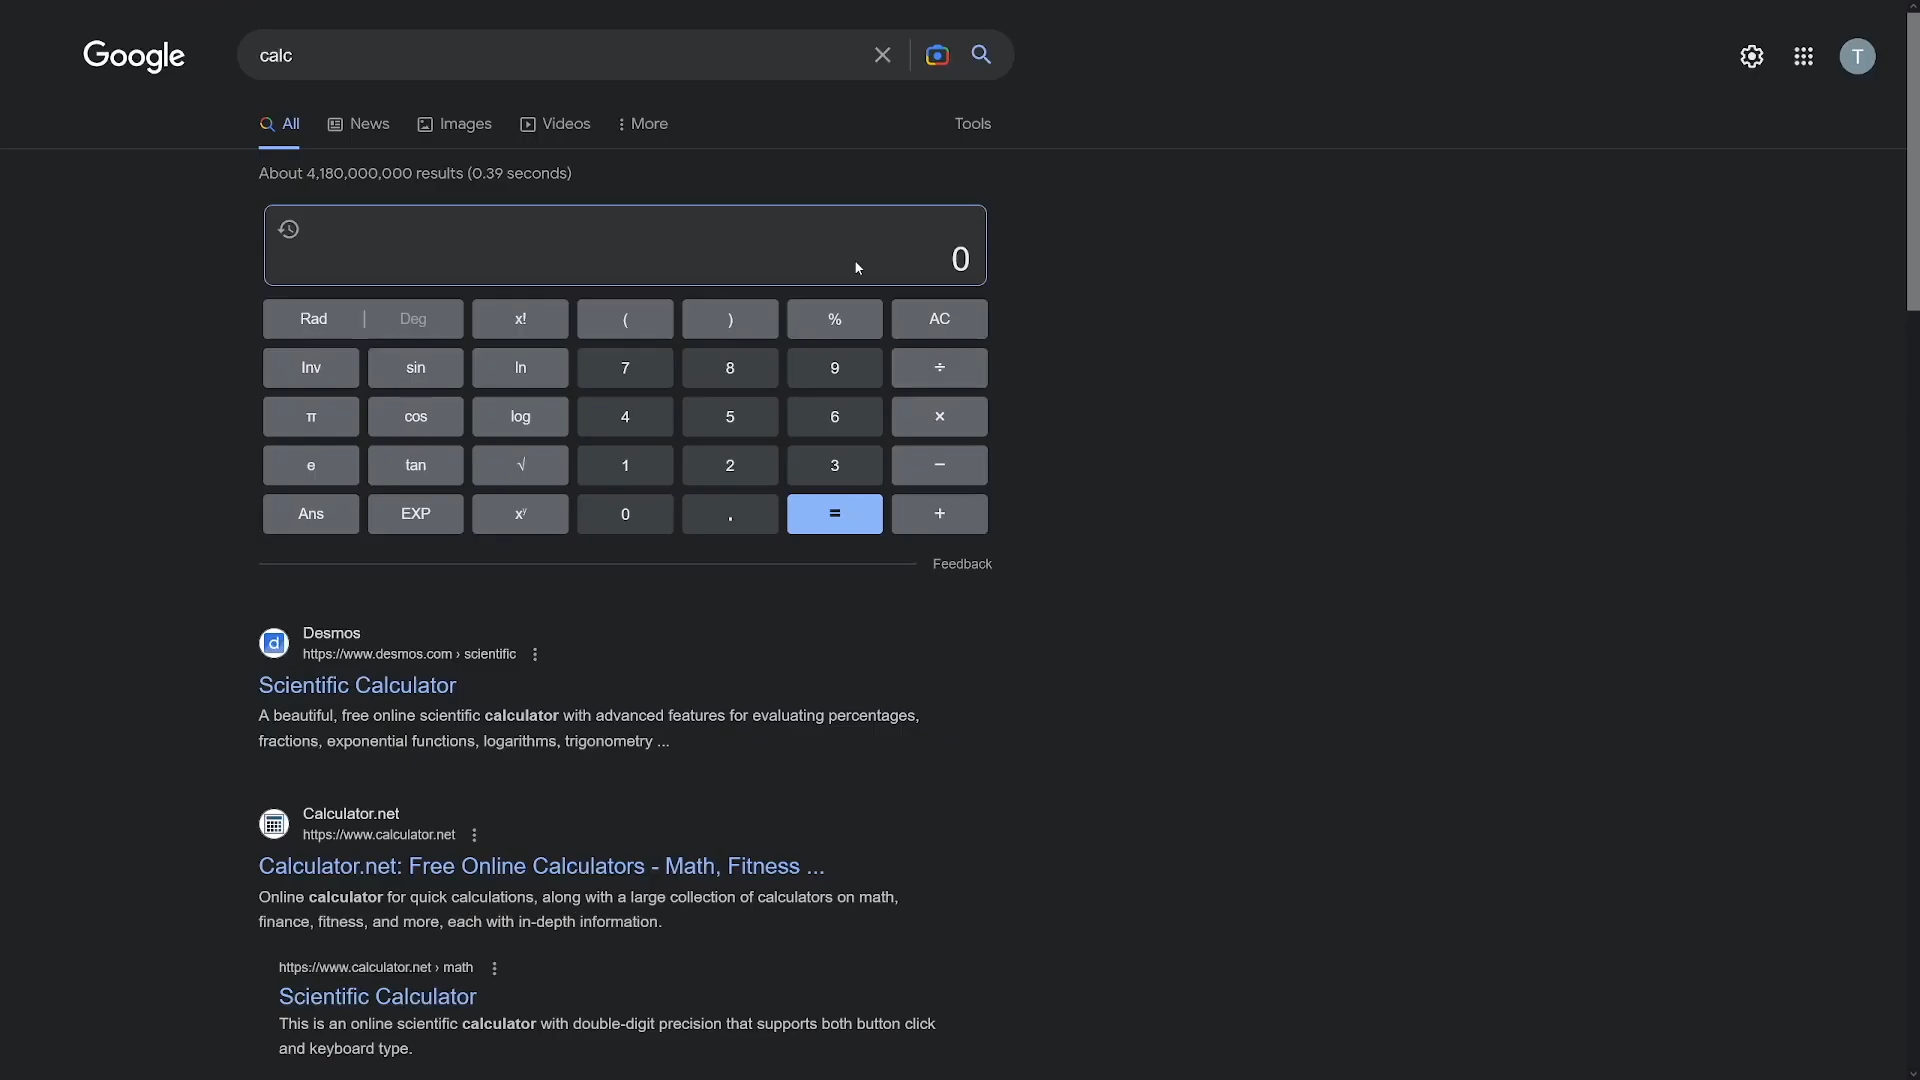 Google
calc
T
All News Images Videos More Tools
About 4,180,000,000 results (0.39 seconds)
0
Rad | Deg x! ( ) % AC
Inv sin ln 7 8 9 ÷
π cos log 4 5 6 ×
e tan √ 1 2 3 −
Ans EXP xʸ 0 . = +
Feedback
d
Desmos
https://www.desmos.com › scientific
Scientific Calculator
A beautiful, free online scientific calculator with advanced features for evaluating percentages,
fractions, exponential functions, logarithms, trigonometry ...
Calculator.net
https://www.calculator.net
Calculator.net: Free Online Calculators - Math, Fitness ...
Online calculator for quick calculations, along with a large collection of calculators on math,
finance, fitness, and more, each with in-depth information.
https://www.calculator.net › math
Scientific Calculator
This is an online scientific calculator with double-digit precision that supports both button click
and keyboard type.